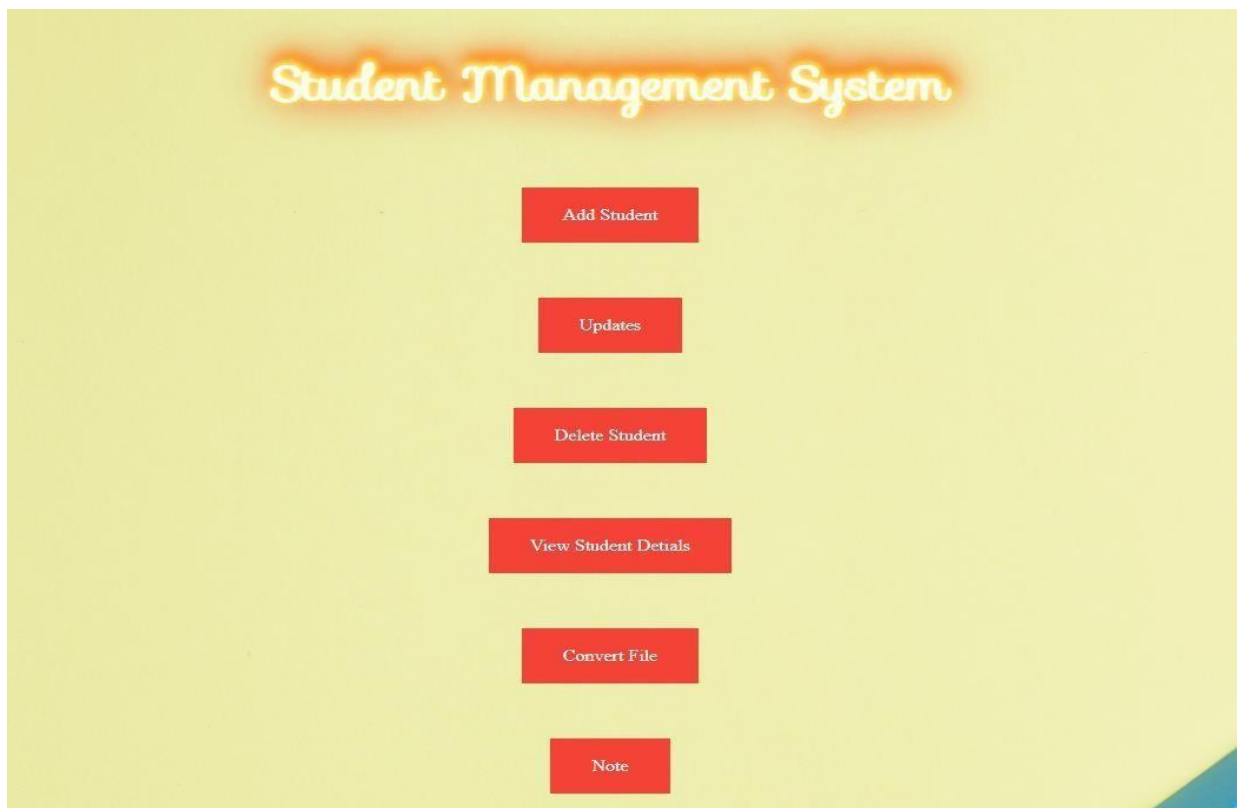 Student Management System
Add Student
Updates
Delete Student
View Student Detials
Convert File
Note